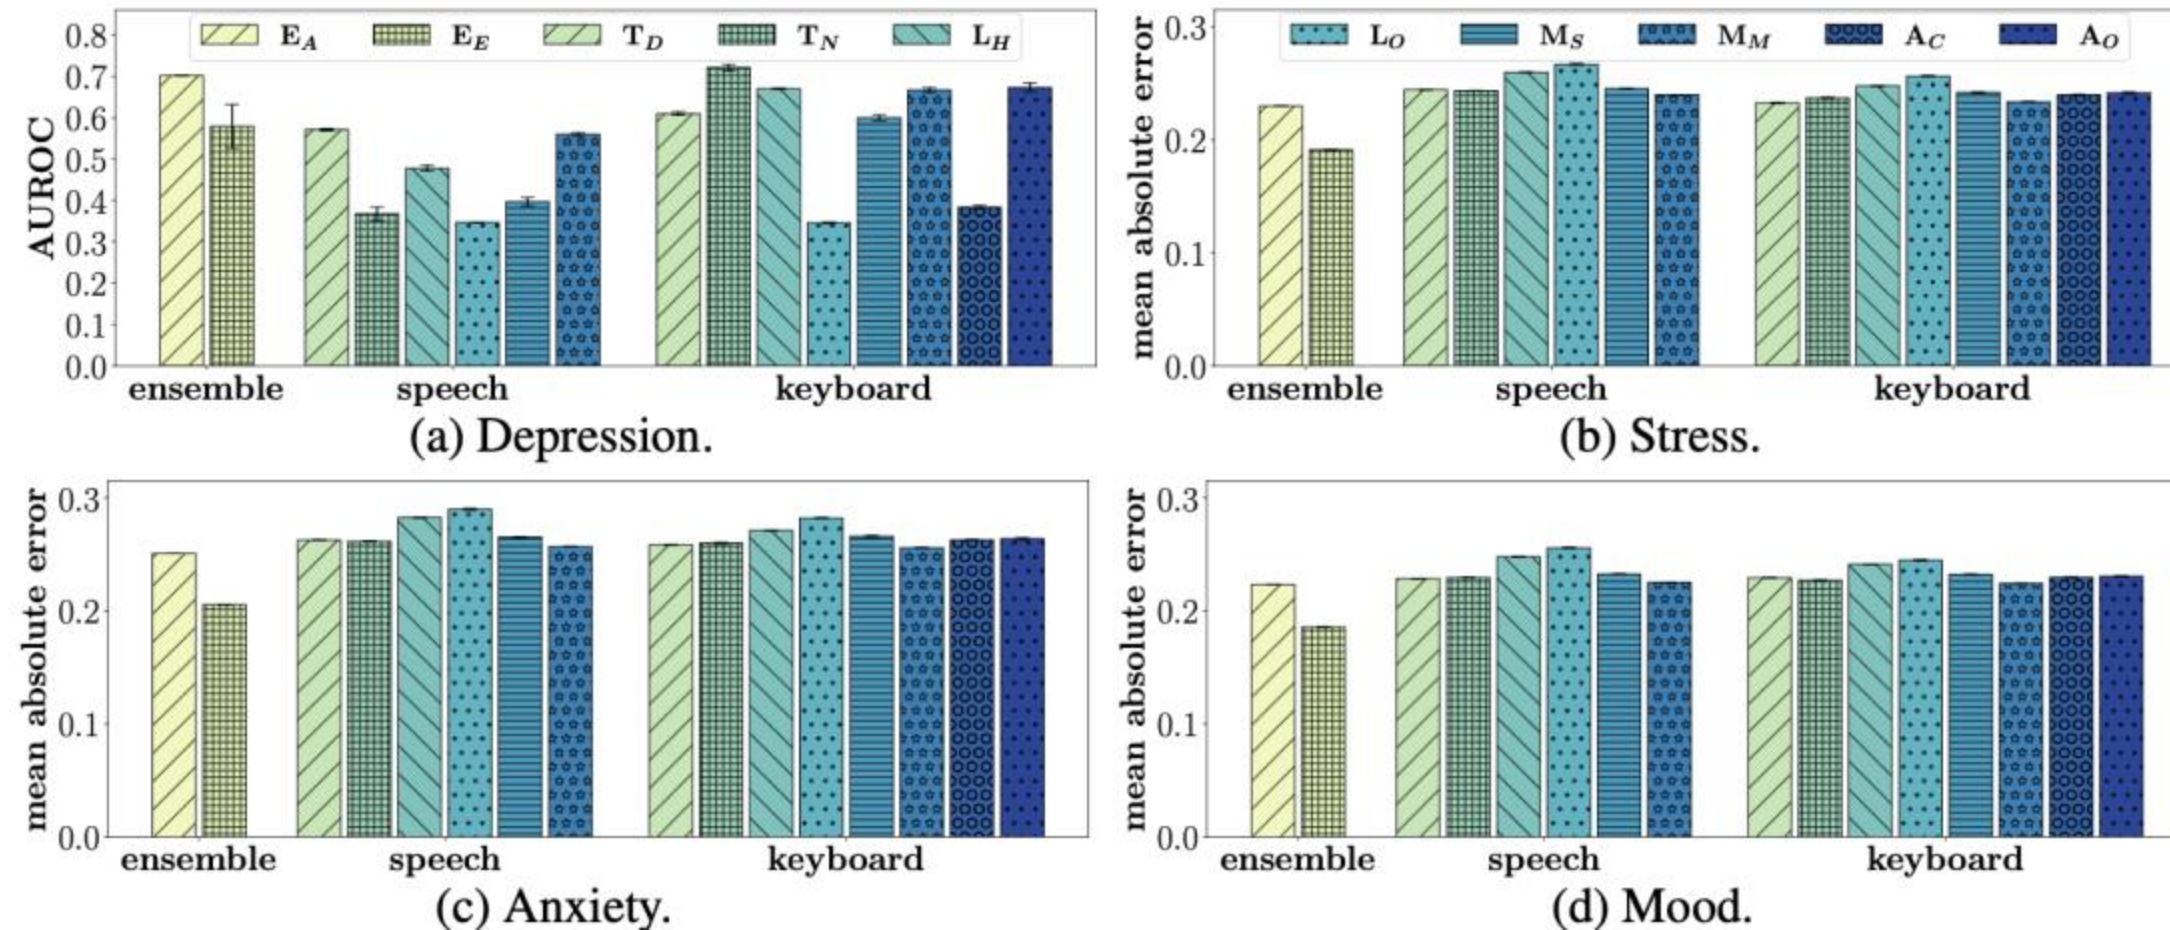 E_A E_E T_D T_N L_H
AUROC
0.8
0.7
0.6
0.5
0.4
0.3
0.2
0.1
0.0
ensemble speech keyboard
(a) Depression.
L_O M_S M_M A_C A_O
mean absolute error
0.3
0.2
0.1
0.0
ensemble speech keyboard
(b) Stress.
mean absolute error
0.3
0.2
0.1
0.0
ensemble speech keyboard
(c) Anxiety.
mean absolute error
0.3
0.2
0.1
0.0
ensemble speech keyboard
(d) Mood.